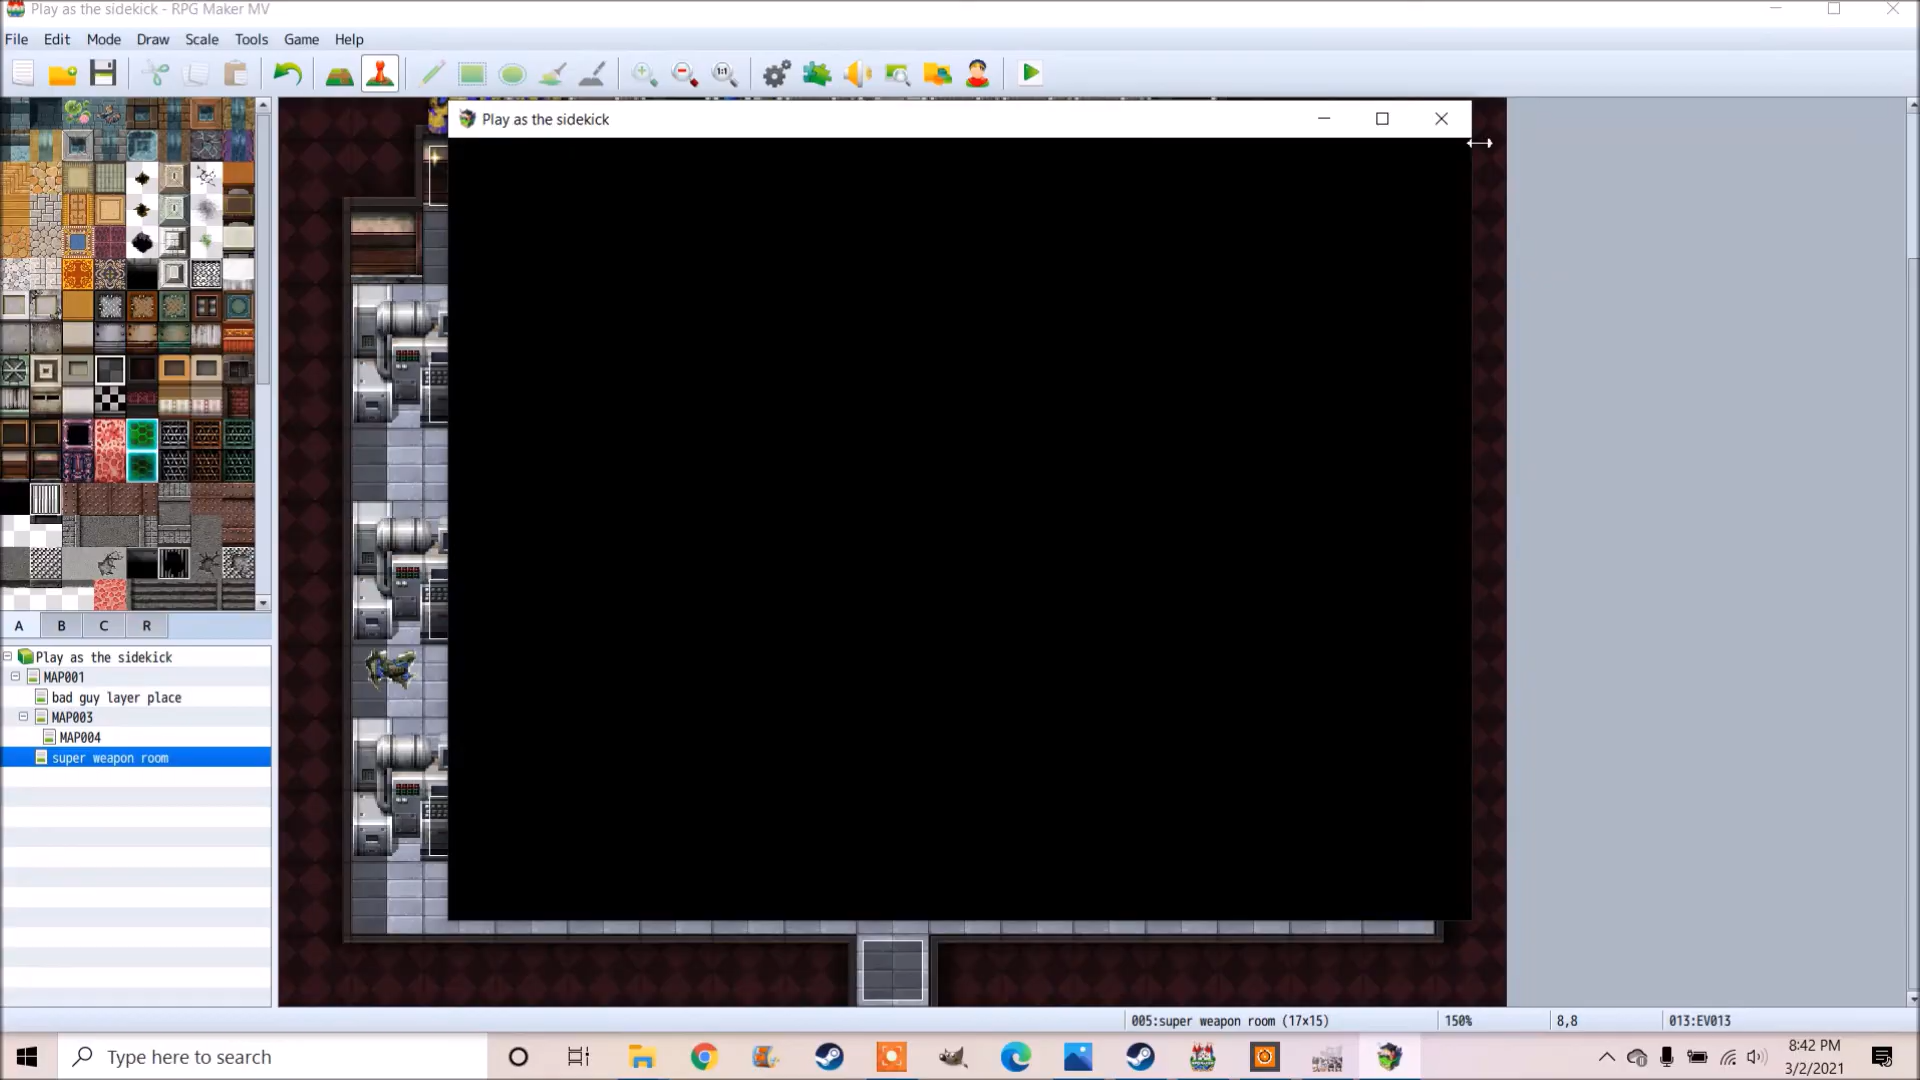 Play as the sidekick - RPG Maker MV
File Edit Mode Draw Scale Tools Game Help
1:1
Play as the sidekick
A B C R
Play as the sidekick
MAP001
bad guy layer place
MAP003
MAP004
super weapon room
005:super weapon room (17x15) 150% 8,8 013:EV013
Type here to search
8:42 PM
3/2/2021